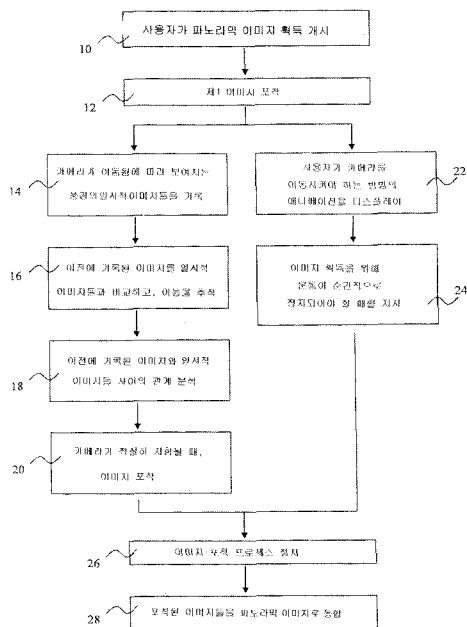 사용자가 파노라믹 이미지 획득 개시
10
제1 이미지 포착
12
카메라가 이동함에 따라 보여지는
풍경의 일시적 이미지들을 기록
14
사용자가 카메라를
이동시켜야 하는 방법의
애니메이션을 디스플레이
22
이전에 기록된 이미지를 일시적
이미지들과 비교하고, 이동을 추적
16
이미지 획득을 위해
운동이 순간적으로
정지되어야 할 때를 지시
24
이전에 기록된 이미지와 일시적
이미지들 사이의 관계 분석
18
카메라가 적절히 지향될 때,
이미지 포착
20
이미지 포착 프로세스 정지
26
포착된 이미지들을 파노라믹 이미지로 통합
28